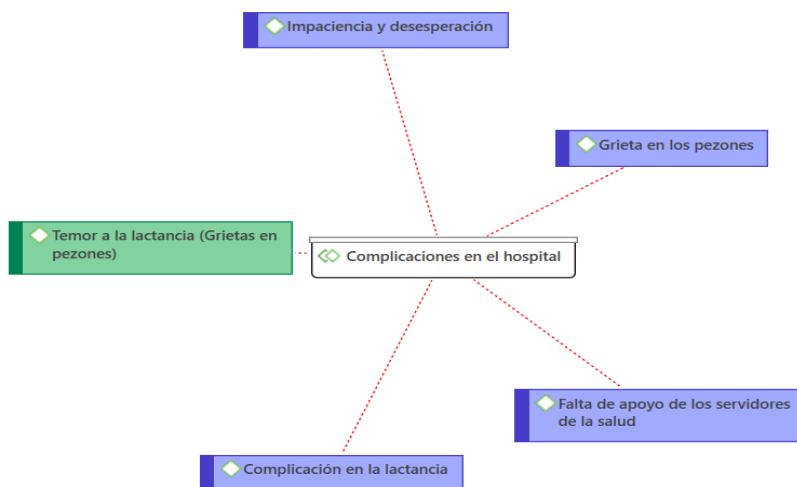 Impaciencia y desesperación
Grieta en los pezones
Temor a la lactancia (Grietas en
pezones)
Complicaciones en el hospital
Falta de apoyo de los servidores
de la salud
Complicación en la lactancia